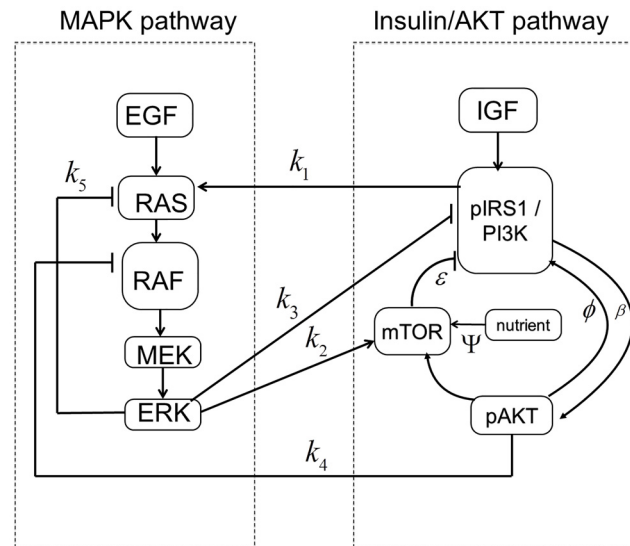 MAPK pathway
Insulin/AKT pathway
EGF
IGF
k5
k1
RAS
pIRS1 /
PI3K
RAF
ε
k3
k2
mTOR
nutrient
Ψ
ϕ
β
MEK
ERK
pAKT
k4